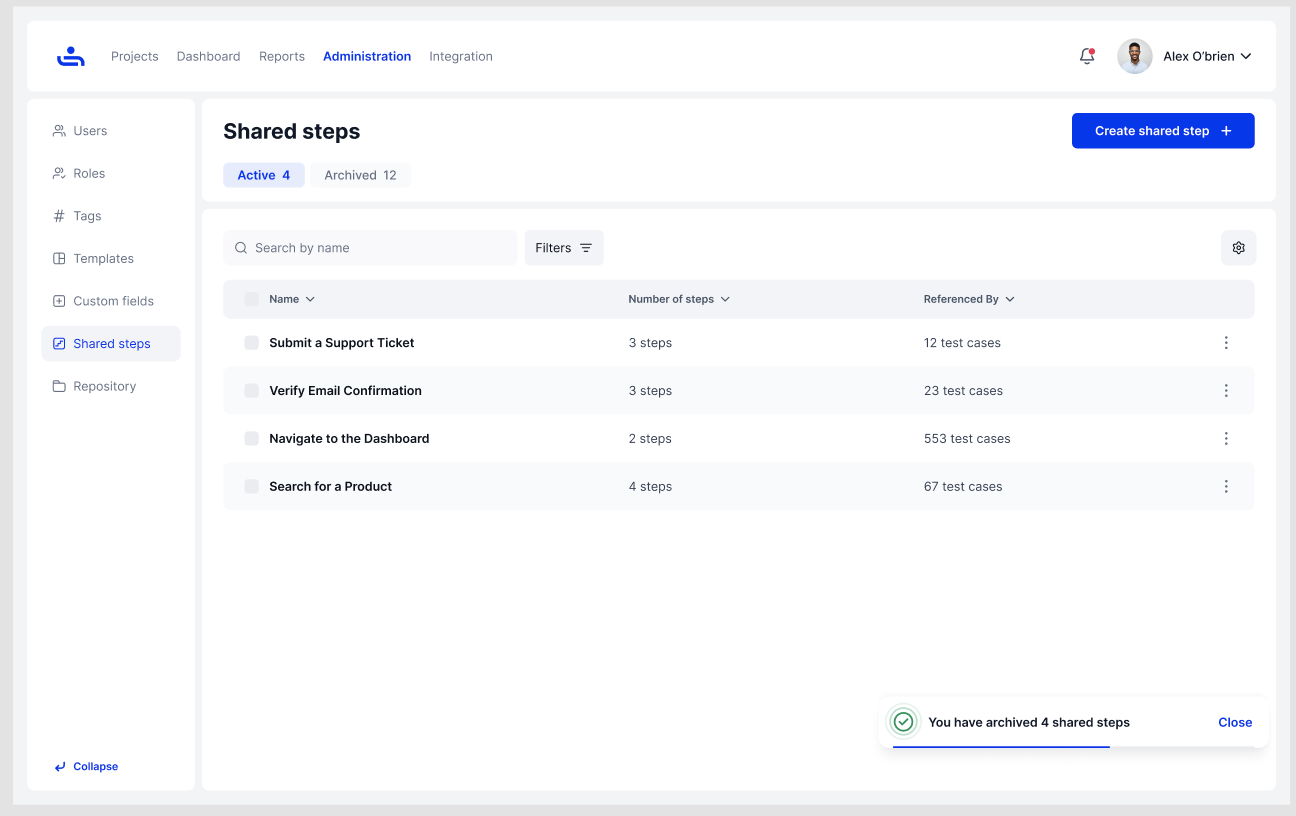 Projects Dashboard Reports Administration Integration Alex O’brien
Users
Roles
Tags
Templates
Custom fields
Shared steps
Repository
Collapse
Shared steps
Create shared step
Active 4 Archived 12
Search by name Filters
Name Number of steps Referenced By
Submit a Support Ticket 3 steps 12 test cases
Verify Email Confirmation 3 steps 23 test cases
Navigate to the Dashboard 2 steps 553 test cases
Search for a Product 4 steps 67 test cases
You have archived 4 shared steps Close